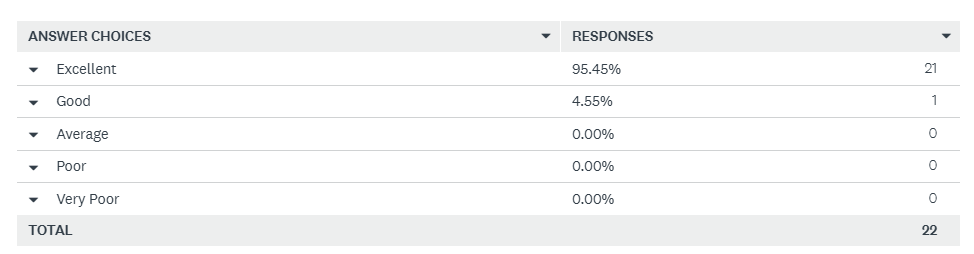 ANSWER CHOICES RESPONSES
Excellent 95.45% 21
Good 4.55% 1
Average 0.00% 0
Poor 0.00% 0
Very Poor 0.00% 0
TOTAL 22